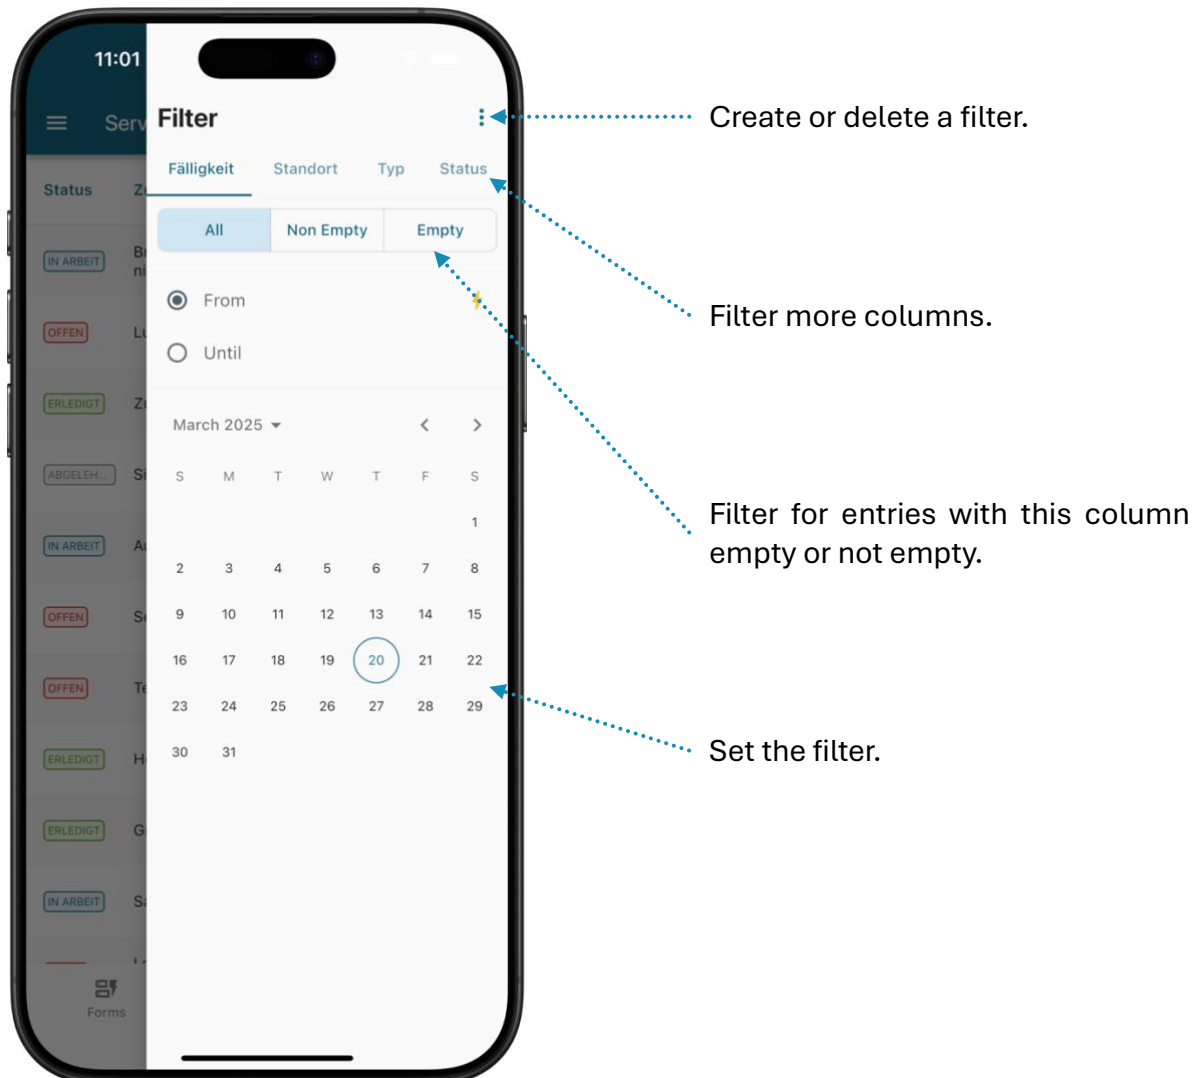 11:01
Serv
Filter
Create or delete a filter.
Fälligkeit Standort Typ Status
Status
All Non Empty Empty
IN ARBEIT
From
Filter more columns.
OFFEN
Until
ERLEDIGT
March 2025
ABGELEH...
S M T W T F S
Filter for entries with this column
empty or not empty.
1
IN ARBEIT
2 3 4 5 6 7 8
OFFEN
9 10 11 12 13 14 15
16 17 18 19 20 21 22
OFFEN
23 24 25 26 27 28 29
Set the filter.
ERLEDIGT
30 31
ERLEDIGT
IN ARBEIT
Forms